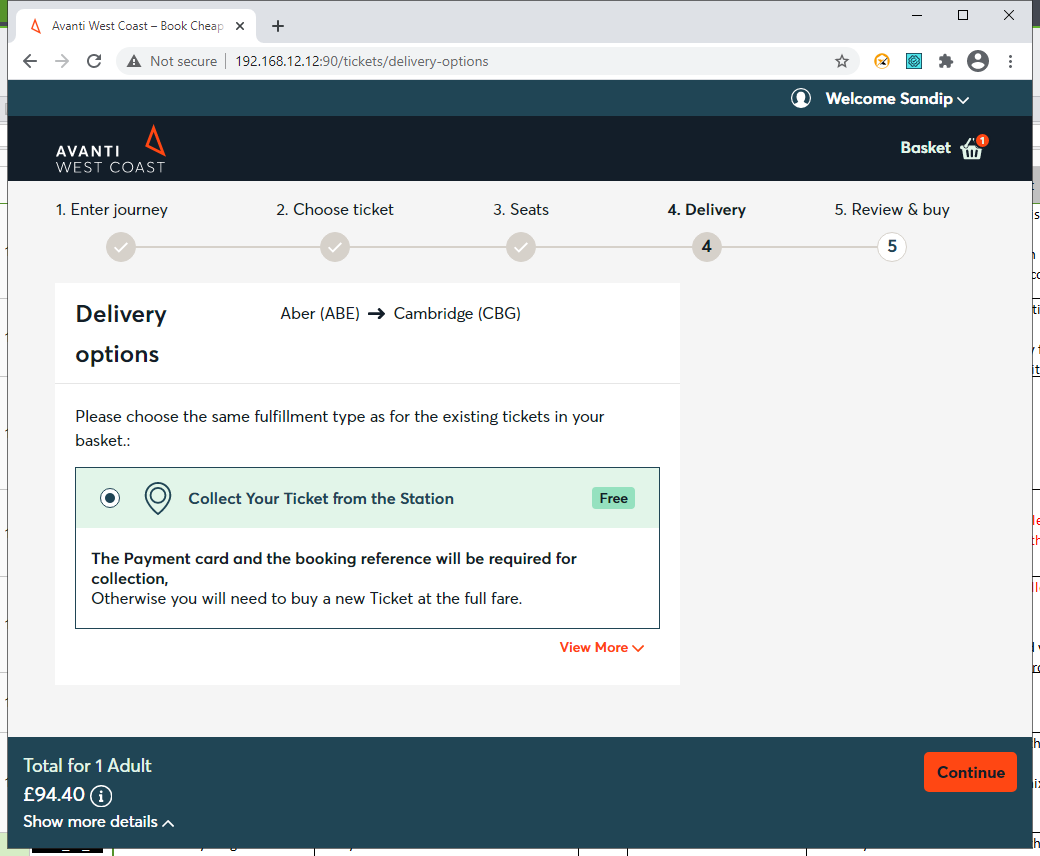 Avanti West Coast – Book Cheap
Not secure | 192.168.12.12:90/tickets/delivery-options
Welcome Sandip
AVANTI
WEST COAST
Basket 1
1. Enter journey 2. Choose ticket 3. Seats 4. Delivery 5. Review & buy
4 5
Delivery
options
Aber (ABE) → Cambridge (CBG)
Please choose the same fulfillment type as for the existing tickets in your
basket.:
Collect Your Ticket from the Station Free
The Payment card and the booking reference will be required for
collection,
Otherwise you will need to buy a new Ticket at the full fare.
View More
Total for 1 Adult
£94.40
Show more details
Continue